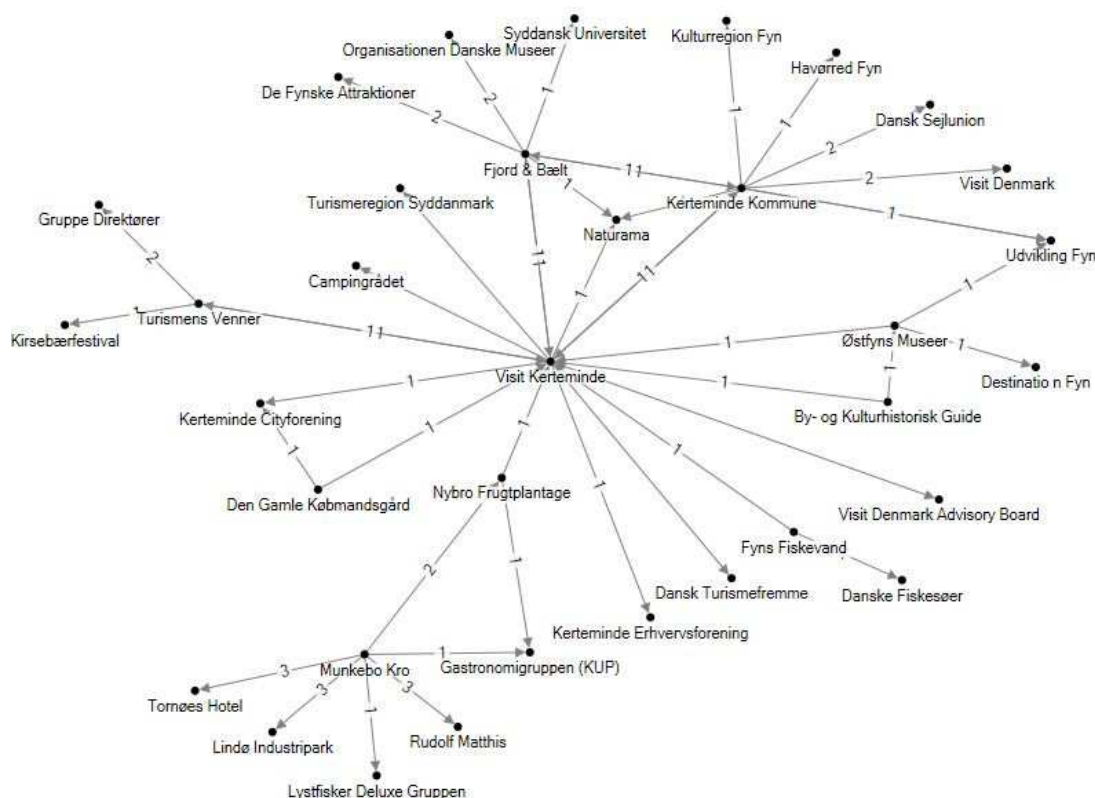 Syddansk Universitet
Kulturregion Fyn
Organisationen Danske Museer
Havørred Fyn
De Fynske Attraktioner
1
2
1
1
Dansk Sejlunion
2
2
Fjord & Bælt
11
2
Visit Denmark
1
Kerteminde Kommune
Turismeregion Syddanmark
1
Gruppe Direktører
Naturama
Udvikling Fyn
2
11
11
Campingrådet
1
1
1
Turismens Venner
11
Kirsebærfestival
Østfyns Museer
1
1
Visit Kerteminde
1
Destinatio n Fyn
1
1
Kerteminde Cityforening
By- og Kulturhistorisk Guide
1
1
1
1
Nybro Frugtplantage
1
Den Gamle Købmandsgård
Visit Denmark Advisory Board
Fyns Fiskevand
2
1
Dansk Turismefremme
Danske Fiskesøer
Kerteminde Erhvervsforening
1
Munkebo Kro
Gastronomigruppen (KUP)
3
3
1
3
Tornøes Hotel
Lindø Industripark
Rudolf Matthis
Lystfisker Deluxe Gruppen